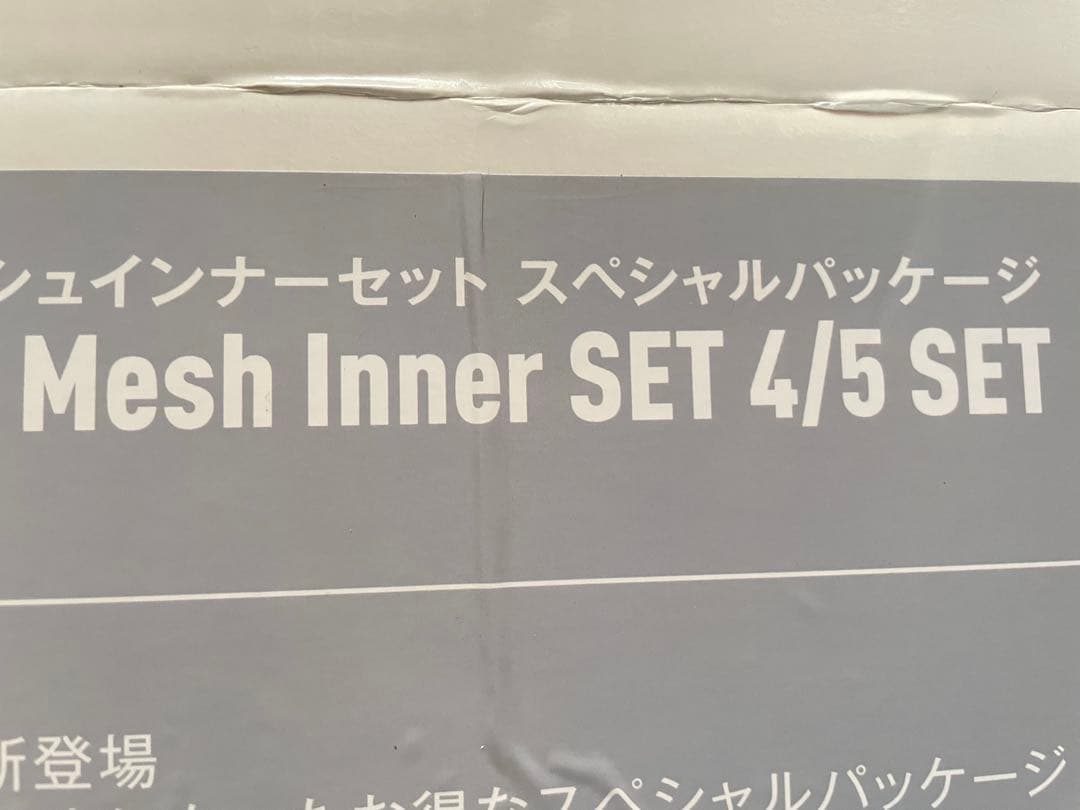 シュインナーセット スペシャルパッケージ
Mesh Inner SET 4/5 SET
新登場
お得なスペシャルパッケージ